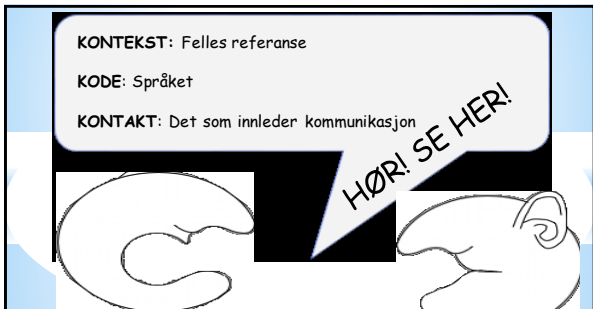 KONTEKST: Felles referanse
KODE: Språket
KONTAKT: Det som innleder kommunikasjon
HØR! SE HER!